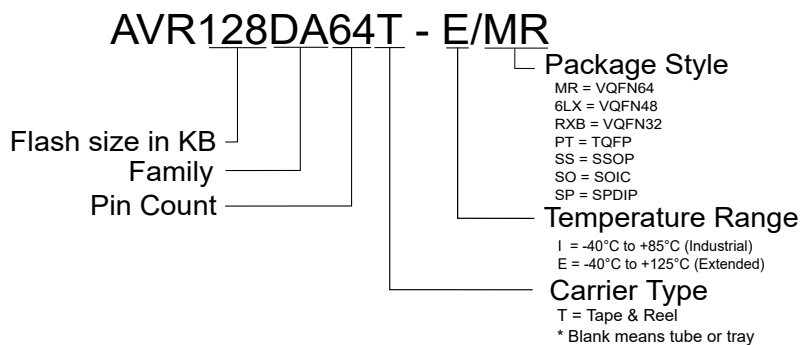 AVR128DA64T - E/MR
Package Style
MR = VQFN64
6LX = VQFN48
RXB = VQFN32
PT = TQFP
SS = SSOP
SO = SOIC
SP = SPDIP
Flash size in KB
Family
Pin Count
Temperature Range
I = -40°C to +85°C (Industrial)
E = -40°C to +125°C (Extended)
Carrier Type
T = Tape & Reel
* Blank means tube or tray